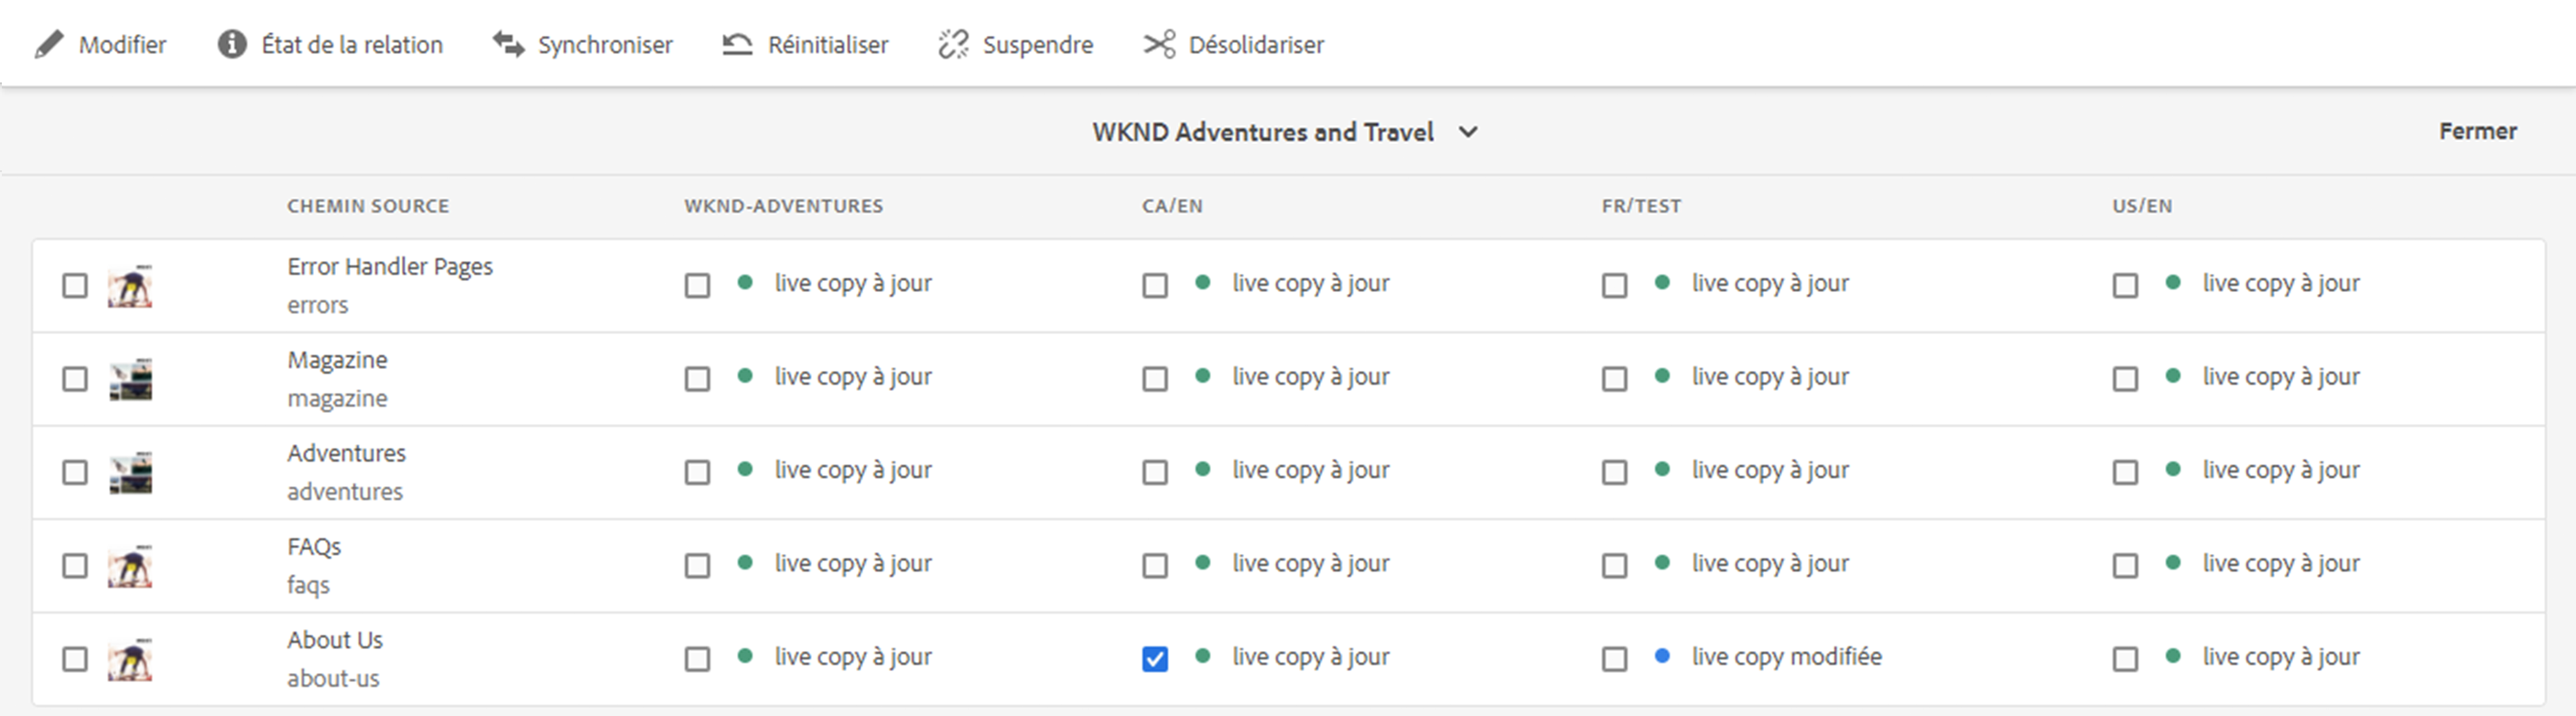 Modifier État de la relation Synchroniser Réinitialiser Suspendre Désolidariser
WKND Adventures and Travel Fermer
CHEMIN SOURCE WKND-ADVENTURES CA/EN FR/TEST US/EN
Error Handler Pages
errors
live copy à jour live copy à jour live copy à jour live copy à jour
Magazine
magazine
live copy à jour live copy à jour live copy à jour live copy à jour
Adventures
adventures
live copy à jour live copy à jour live copy à jour live copy à jour
FAQs
faqs
live copy à jour live copy à jour live copy à jour live copy à jour
About Us
about-us
live copy à jour live copy à jour live copy modifiée live copy à jour